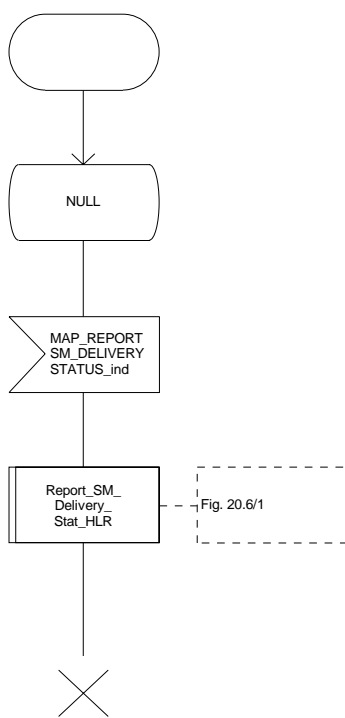 NULL
MAP_REPORT
SM_DELIVERY
STATUS_ind
Report_SM_
Delivery_
Stat_HLR
Fig. 20.6/1